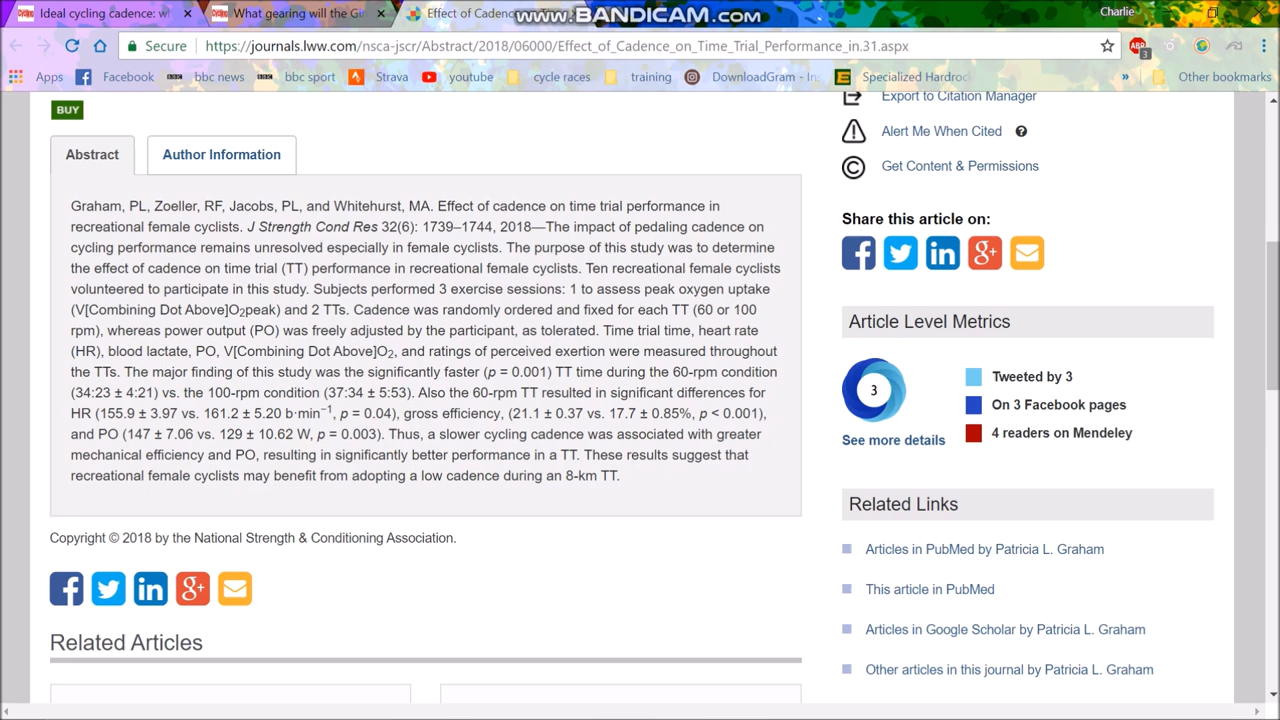 Ideal cycling cadence: wl
What gearing will the Gi
Effect of Cadence
www.BANDICAM.com
Charlie
Secure
https://journals.lww.com/nsca-jscr/Abstract/2018/06000/Effect_of_Cadence_on_Time_Trial_Performance_in.31.aspx
ABP
3
Apps
Facebook
bbc news
bbc sport
Strava
youtube
cycle races
training
DownloadGram - In
Specialized Hardroc
»
Other bookmarks
BUY
Abstract
Author Information
Graham, PL, Zoeller, RF, Jacobs, PL, and Whitehurst, MA. Effect of cadence on time trial performance in
recreational female cyclists. J Strength Cond Res 32(6): 1739–1744, 2018—The impact of pedaling cadence on
cycling performance remains unresolved especially in female cyclists. The purpose of this study was to determine
the effect of cadence on time trial (TT) performance in recreational female cyclists. Ten recreational female cyclists
volunteered to participate in this study. Subjects performed 3 exercise sessions: 1 to assess peak oxygen uptake
(V[Combining Dot Above]O2peak) and 2 TTs. Cadence was randomly ordered and fixed for each TT (60 or 100
rpm), whereas power output (PO) was freely adjusted by the participant, as tolerated. Time trial time, heart rate
(HR), blood lactate, PO, V[Combining Dot Above]O2, and ratings of perceived exertion were measured throughout
the TTs. The major finding of this study was the significantly faster (p = 0.001) TT time during the 60-rpm condition
(34:23 ± 4:21) vs. the 100-rpm condition (37:34 ± 5:53). Also the 60-rpm TT resulted in significant differences for
HR (155.9 ± 3.97 vs. 161.2 ± 5.20 b·min−1, p = 0.04), gross efficiency, (21.1 ± 0.37 vs. 17.7 ± 0.85%, p < 0.001),
and PO (147 ± 7.06 vs. 129 ± 10.62 W, p = 0.003). Thus, a slower cycling cadence was associated with greater
mechanical efficiency and PO, resulting in significantly better performance in a TT. These results suggest that
recreational female cyclists may benefit from adopting a low cadence during an 8-km TT.
Copyright © 2018 by the National Strength & Conditioning Association.
Related Articles
Export to Citation Manager
Alert Me When Cited
Get Content & Permissions
Share this article on:
Article Level Metrics
3
Tweeted by 3
On 3 Facebook pages
4 readers on Mendeley
See more details
Related Links
Articles in PubMed by Patricia L. Graham
This article in PubMed
Articles in Google Scholar by Patricia L. Graham
Other articles in this journal by Patricia L. Graham